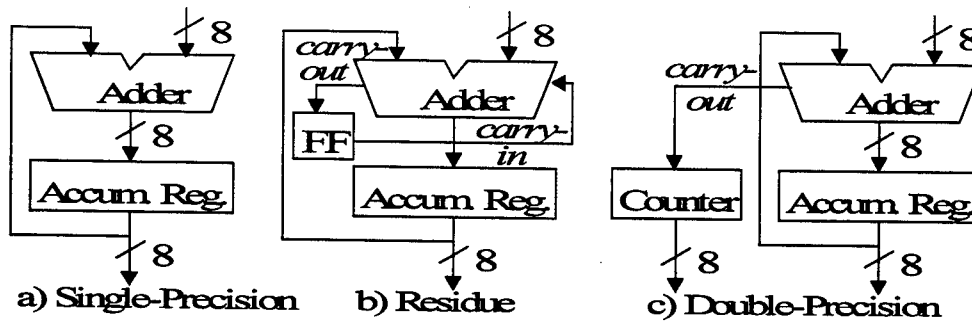 8
Adder
8
Accum Reg.
8
a) Single-Precision
8
carry-
out
Adder
FF
carry-
in
Accum Reg.
8
b) Residue
8
carry-
out
Adder
8
Counter
Accum Reg.
8
8
c) Double-Precision